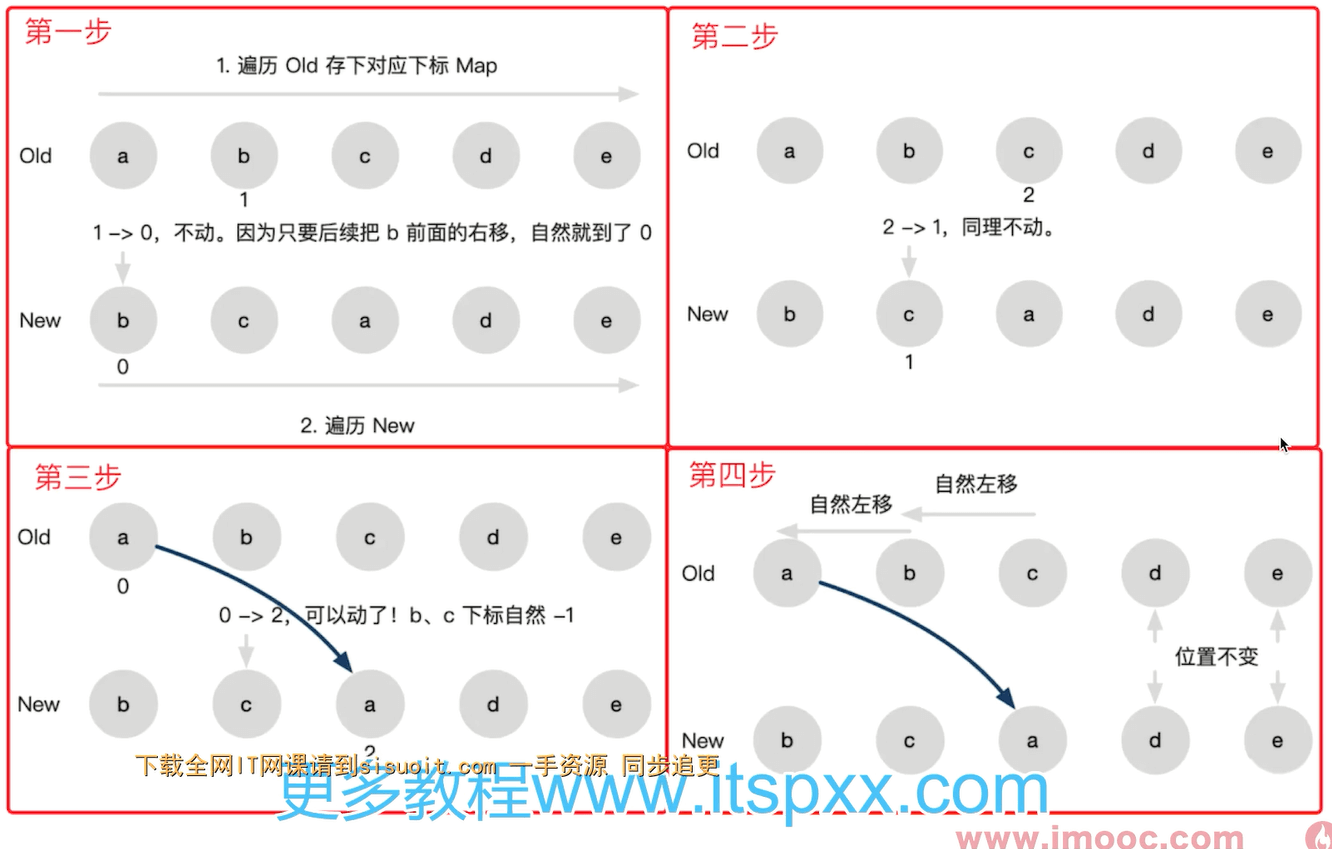 第一步
1. 遍历 Old 存下对应下标 Map
Old a b c d e
1
1 –> 0，不动。因为只要后续把 b 前面的右移，自然就到了 0
New b c a d e
0
2. 遍历 New
第二步
Old a b c d e
2
2 –> 1，同理不动。
New b c a d e
1
第三步
Old a b c d e
0
0 –> 2，可以动了！b、c 下标自然 –1
New b c a d e
2
第四步
自然左移
自然左移
Old a b c d e
位置不变
New b c a d e
下载全网IT网课请到sisuoit.com 一手资源 同步追更
更多教程www.itspxx.com
www.imooc.com